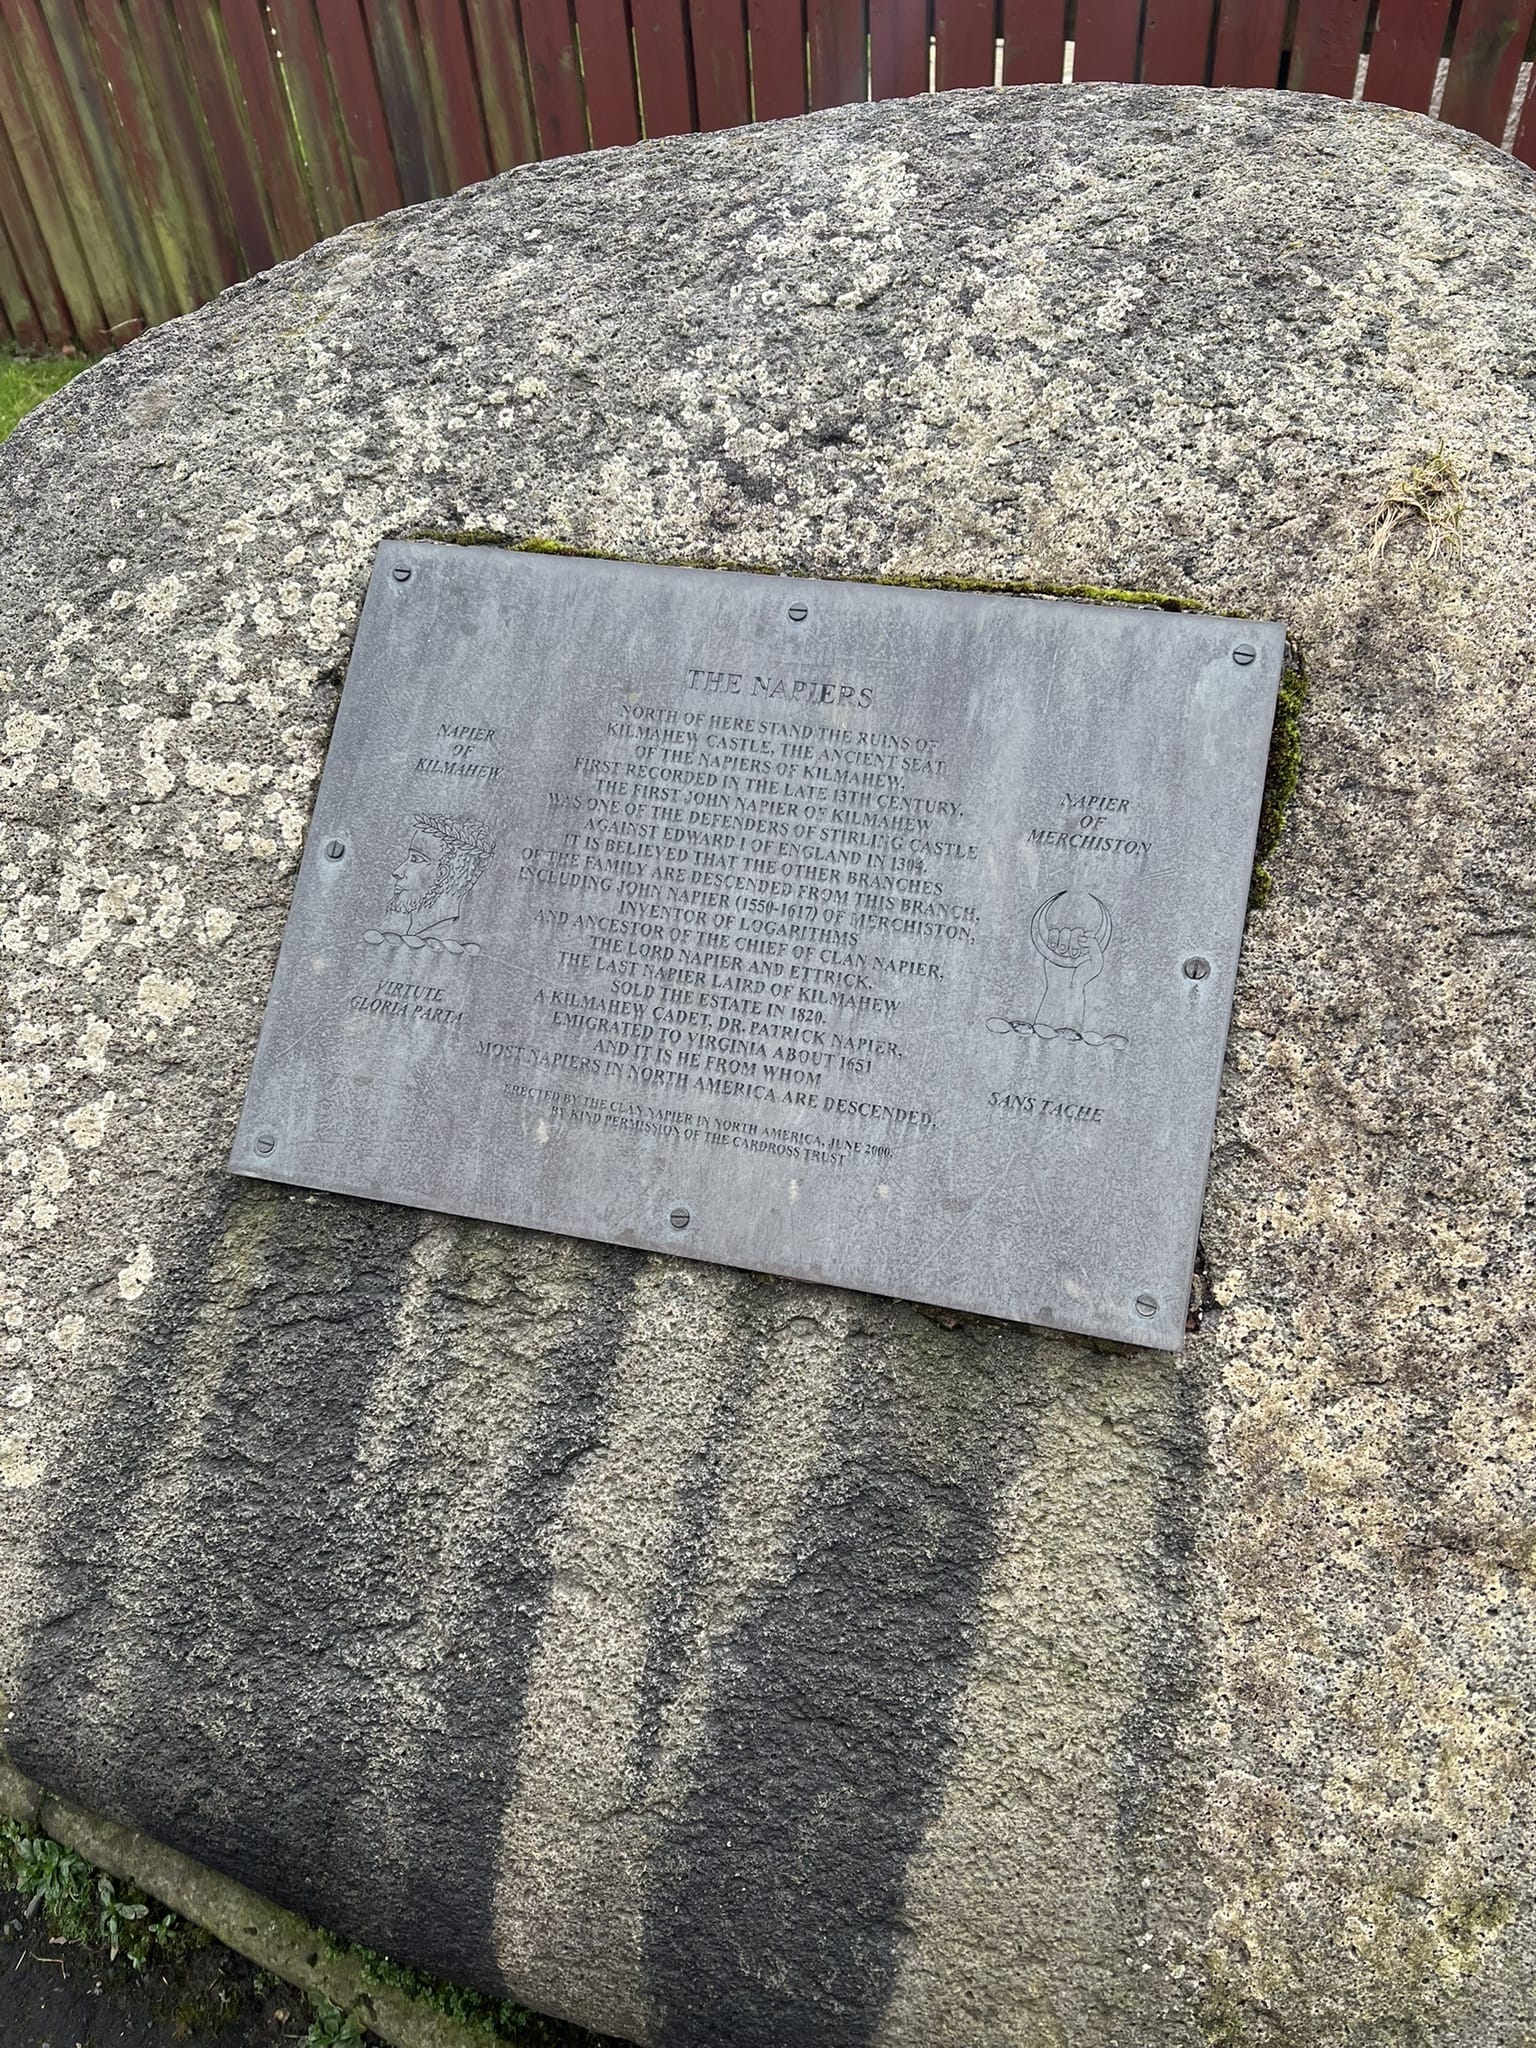 THE NAPIERS
NORTH OF HERE STAND THE RUINS OF
KILMAHEW CASTLE, THE ANCIENT SEAT
OF THE NAPIERS OF KILMAHEW,
FIRST RECORDED IN THE LATE 13TH CENTURY,
THE FIRST JOHN NAPIER OF KILMAHEW
WAS ONE OF THE DEFENDERS OF STIRLING CASTLE
AGAINST EDWARD I OF ENGLAND IN 1304.
IT IS BELIEVED THAT THE OTHER BRANCHES
OF THE FAMILY ARE DESCENDED FROM THIS BRANCH,
INCLUDING JOHN NAPIER (1550-1617) OF MERCHISTON,
INVENTOR OF LOGARITHMS
AND ANCESTOR OF THE CHIEF OF CLAN NAPIER,
THE LORD NAPIER AND ETTRICK.
THE LAST NAPIER LAIRD OF KILMAHEW
SOLD THE ESTATE IN 1820.
A KILMAHEW CADET, DR. PATRICK NAPIER,
EMIGRATED TO VIRGINIA ABOUT 1651
AND IT IS HE FROM WHOM
MOST NAPIERS IN NORTH AMERICA ARE DESCENDED.
ERECTED BY THE CLAN NAPIER IN NORTH AMERICA, JUNE 2000.
BY KIND PERMISSION OF THE CARDROSS TRUST
NAPIER
OF
KILMAHEW
VIRTUTE
GLORIA PARTA
NAPIER
OF
MERCHISTON
SANS TACHE